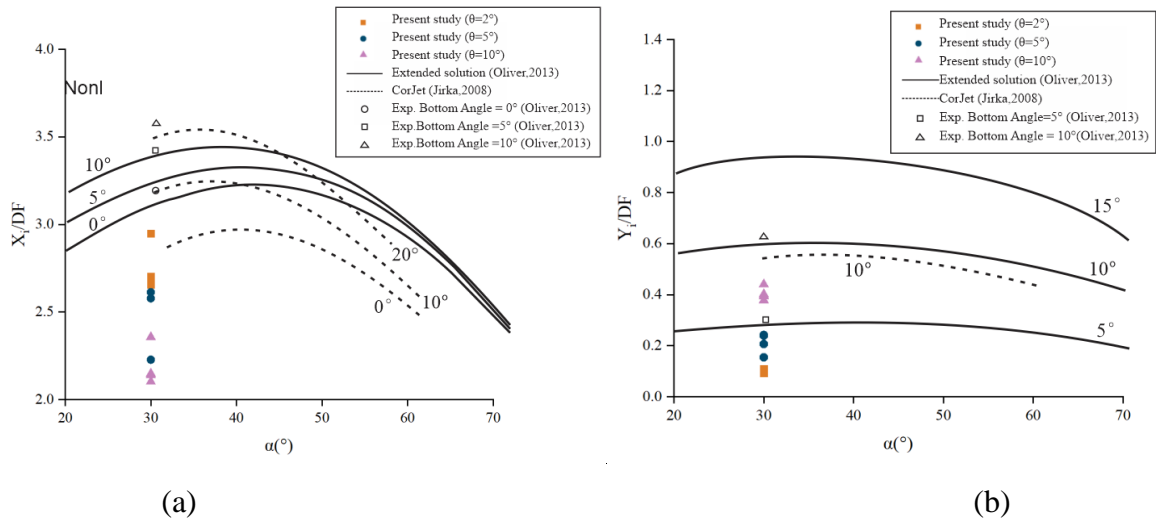 Present study (θ=2°)
Present study (θ=5°)
Present study (θ=10°)
Extended solution (Oliver,2013)
CorJet (Jirka,2008)
Exp. Bottom Angle = 0° (Oliver,2013)
Exp.Bottom Angle =5° (Oliver,2013)
Exp.Bottom Angle =10° (Oliver,2013)
4.0
Nonl
3.5
3.0
2.5
2.0
Xi/DF
10°
5°
0°
20°
10°
0°
20 30 40 50 60 70
α(°)
(a)
Present study (θ=2°)
Present study (θ=5°)
Present study (θ=10°)
Extended solution (Oliver,2013)
CorJet (Jirka,2008)
Exp. Bottom Angle=5° (Oliver,2013)
Exp. Bottom Angle = 10°(Oliver,2013)
1.4
1.2
1.0
0.8
0.6
0.4
0.2
0.0
Yi/DF
15°
10°
10°
5°
20 30 40 50 60 70
α(°)
(b)